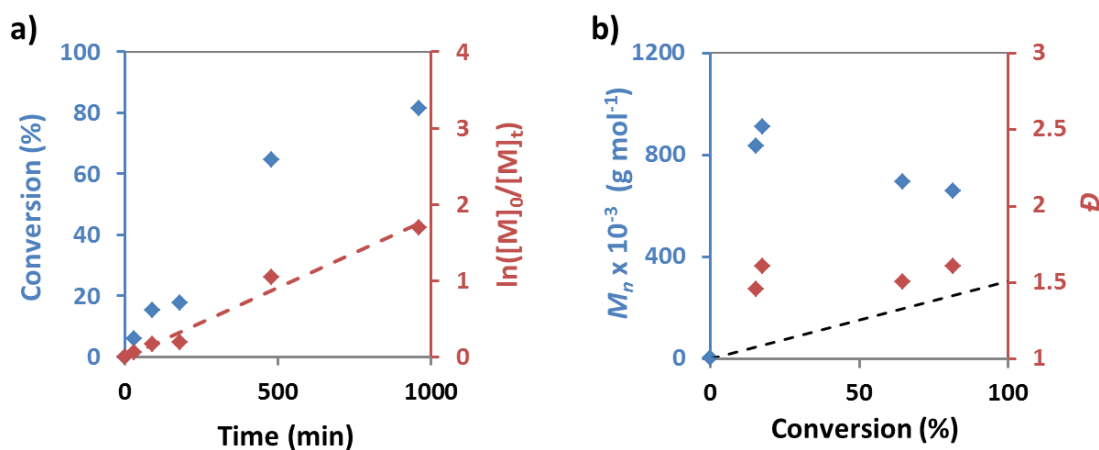 a)
100
80
60
40
20
0
Conversion (%)
4
3
2
1
0
ln([M]0/[M]t)
0 500 1000
Time (min)
b)
1200
800
400
0
Mn x 10-3 (g mol-1)
3
2.5
2
1.5
1
Đ
0 50 100
Conversion (%)